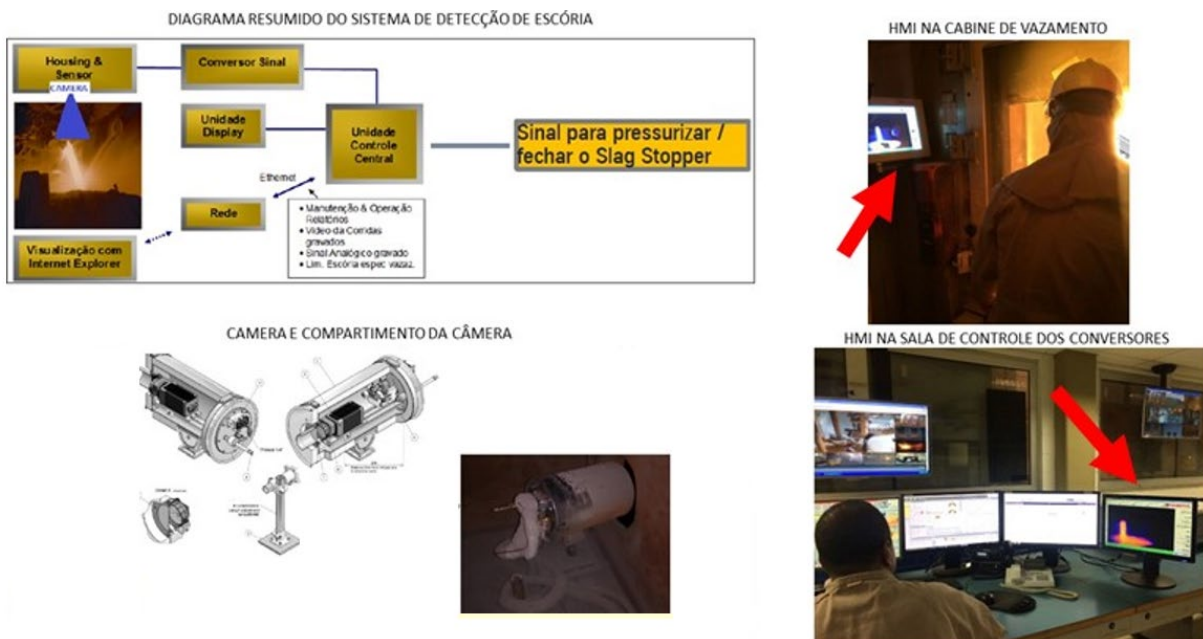 DIAGRAMA RESUMIDO DO SISTEMA DE DETECÇÃO DE ESCÓRIA
Housing &
Sensor
CAMERA
Conversor Sinal
Unidade
Display
Unidade
Controle
Central
Sinal para pressurizar /
fechar o Slag Stopper
Ethernet
Rede
• Manutenção & Operação
Relatórios
• Video da Corridas
gravados
• Sinal Analógico gravado
• Lim. Escória espec vazaz.
Visualização com
Internet Explorer
HMI NA CABINE DE VAZAMENTO
CAMERA E COMPARTIMENTO DA CÂMERA
HMI NA SALA DE CONTROLE DOS CONVERSORES